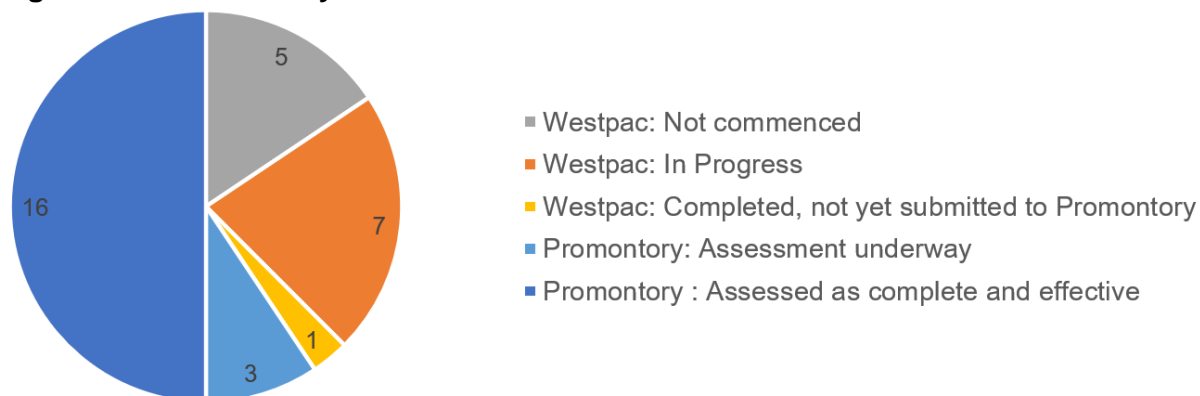 5
16
7
1
3
Westpac: Not commenced
Westpac: In Progress
Westpac: Completed, not yet submitted to Promontory
Promontory: Assessment underway
Promontory : Assessed as complete and effective